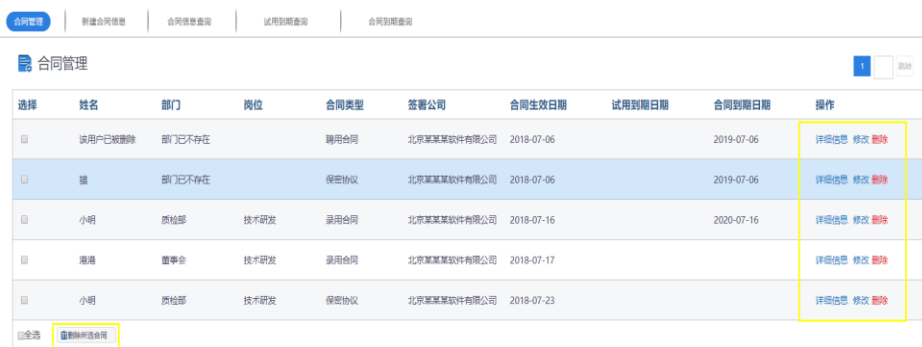 合同管理 新建合同信息 合同信息查询 试用到期查询 合同到期查询
合同管理 1 跳转
选择 姓名 部门 岗位 合同类型 签署公司 合同生效日期 试用到期日期 合同到期日期 操作
该用户已被删除 部门已不存在 聘用合同 北京某某某软件有限公司 2018-07-06 2019-07-06 详细信息 修改 删除
部门已不存在 保密协议 北京某某某软件有限公司 2018-07-06 2019-07-06 详细信息 修改 删除
小明 质检部 技术研发 录用合同 北京某某某软件有限公司 2018-07-16 2020-07-16 详细信息 修改 删除
港港 董事会 技术研发 录用合同 北京某某某软件有限公司 2018-07-17 详细信息 修改 删除
小明 质检部 技术研发 保密协议 北京某某某软件有限公司 2018-07-23 详细信息 修改 删除
全选 删除所选合同